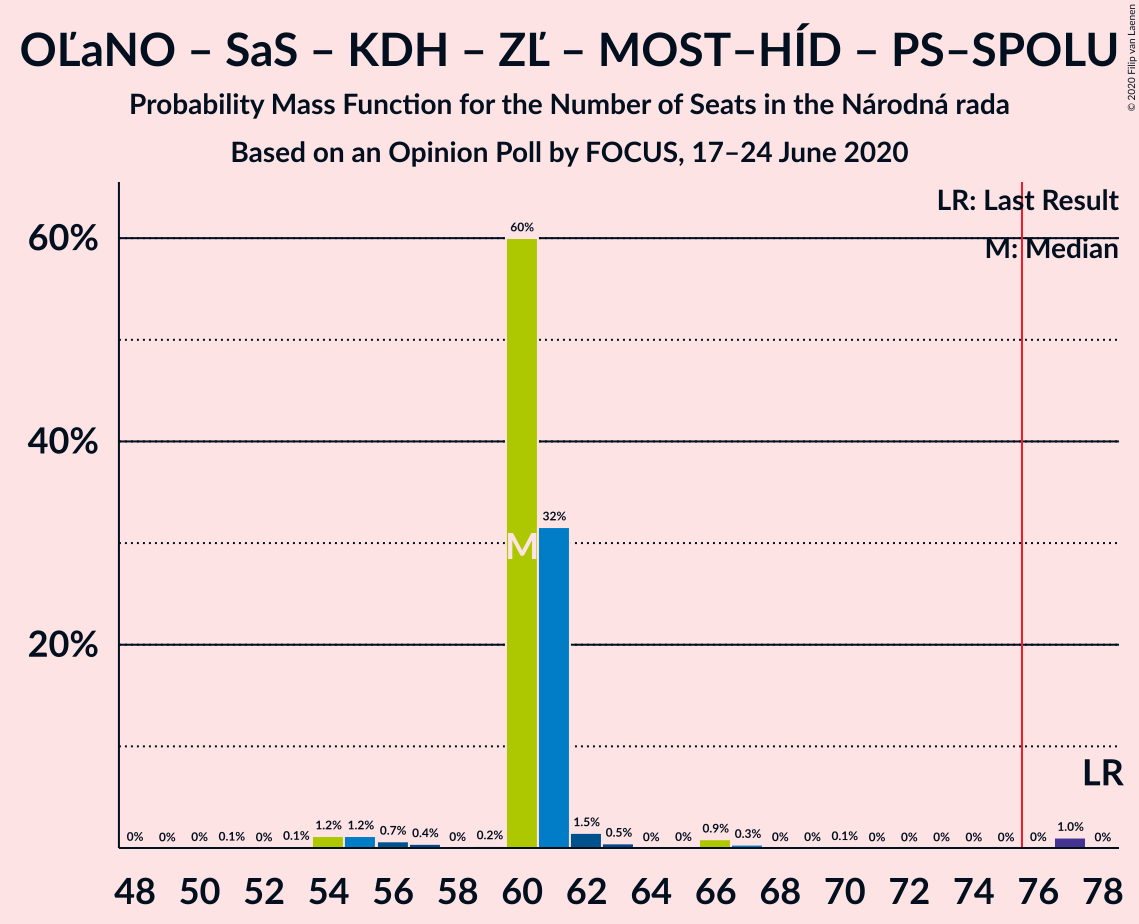 OĽaNO – SaS – KDH – ZĽ – MOST–HÍD – PS–SPOLU
Probability Mass Function for the Number of Seats in the Národná rada
Based on an Opinion Poll by FOCUS, 17–24 June 2020
© 2020 Filip van Laenen
LR: Last Result
M: Median
60%
40%
20%
0% 0% 0% 0.1% 0% 0.1% 1.2% 1.2% 0.7% 0.4% 0% 0.2% 60% 32% 1.5% 0.5% 0% 0% 0.9% 0.3% 0% 0% 0.1% 0% 0% 0% 0% 0% 0% 1.0% 0%
M
LR
48 50 52 54 56 58 60 62 64 66 68 70 72 74 76 78